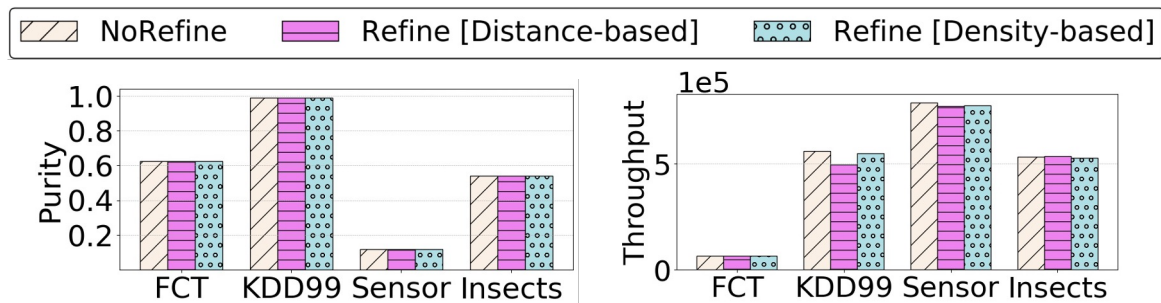 NoRefine Refine [Distance-based] Refine [Density-based]
Purity
1.0
0.8
0.6
0.4
0.2
FCT KDD99 Sensor Insects
1e5
Throughput
5
0
FCT KDD99 Sensor Insects